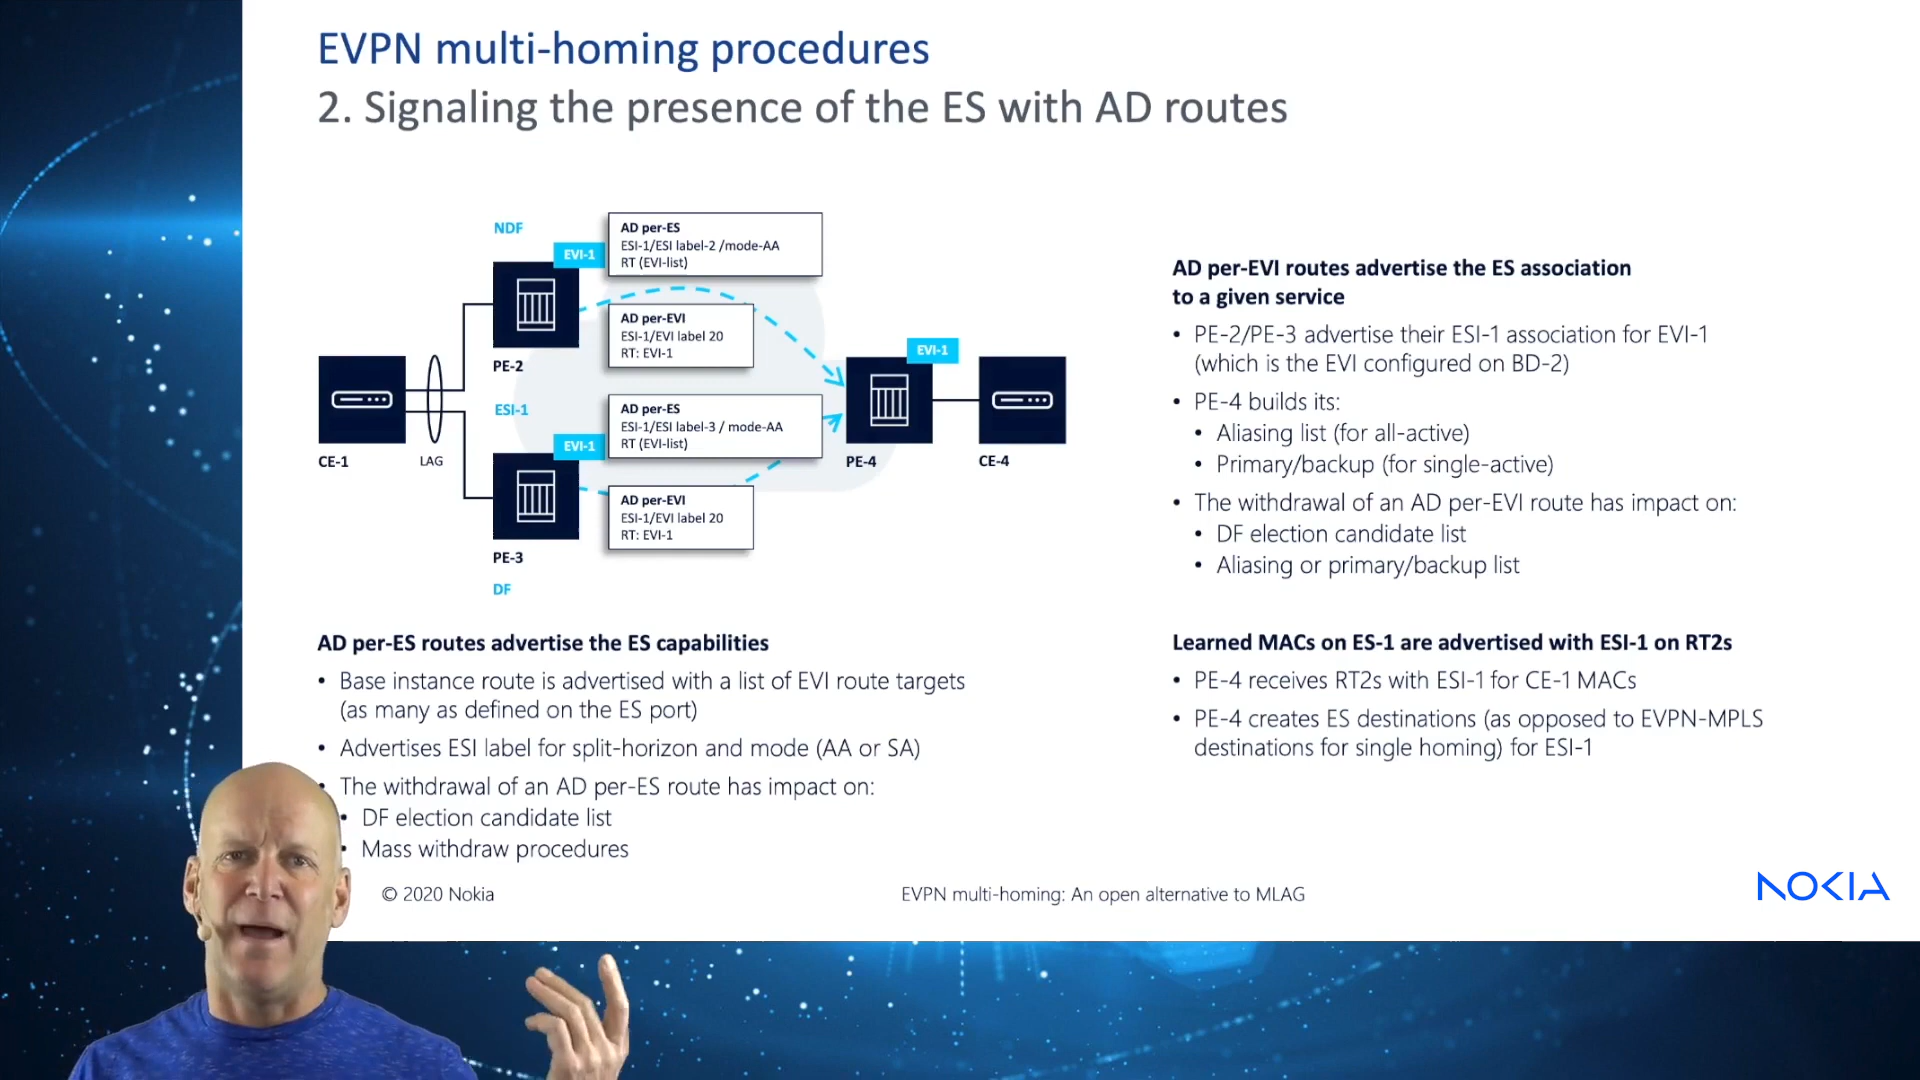 EVPN multi-homing procedures
2. Signaling the presence of the ES with AD routes
NDF
EVI-1
AD per-ES
ESI-1/ESI label-2 /mode-AA
RT (EVI-list)
AD per-EVI
ESI-1/EVI label 20
RT: EVI-1
PE-2
EVI-1
ESI-1
AD per-ES
ESI-1/ESI label-3 / mode-AA
RT (EVI-list)
EVI-1
CE-1
LAG
PE-4
CE-4
AD per-EVI
ESI-1/EVI label 20
RT: EVI-1
PE-3
DF
AD per-ES routes advertise the ES capabilities
• Base instance route is advertised with a list of EVI route targets
(as many as defined on the ES port)
• Advertises ESI label for split-horizon and mode (AA or SA)
• The withdrawal of an AD per-ES route has impact on:
• DF election candidate list
• Mass withdraw procedures
AD per-EVI routes advertise the ES association
to a given service
• PE-2/PE-3 advertise their ESI-1 association for EVI-1
(which is the EVI configured on BD-2)
• PE-4 builds its:
• Aliasing list (for all-active)
• Primary/backup (for single-active)
• The withdrawal of an AD per-EVI route has impact on:
• DF election candidate list
• Aliasing or primary/backup list
Learned MACs on ES-1 are advertised with ESI-1 on RT2s
• PE-4 receives RT2s with ESI-1 for CE-1 MACs
• PE-4 creates ES destinations (as opposed to EVPN-MPLS
destinations for single homing) for ESI-1
© 2020 Nokia
EVPN multi-homing: An open alternative to MLAG
NOKIA